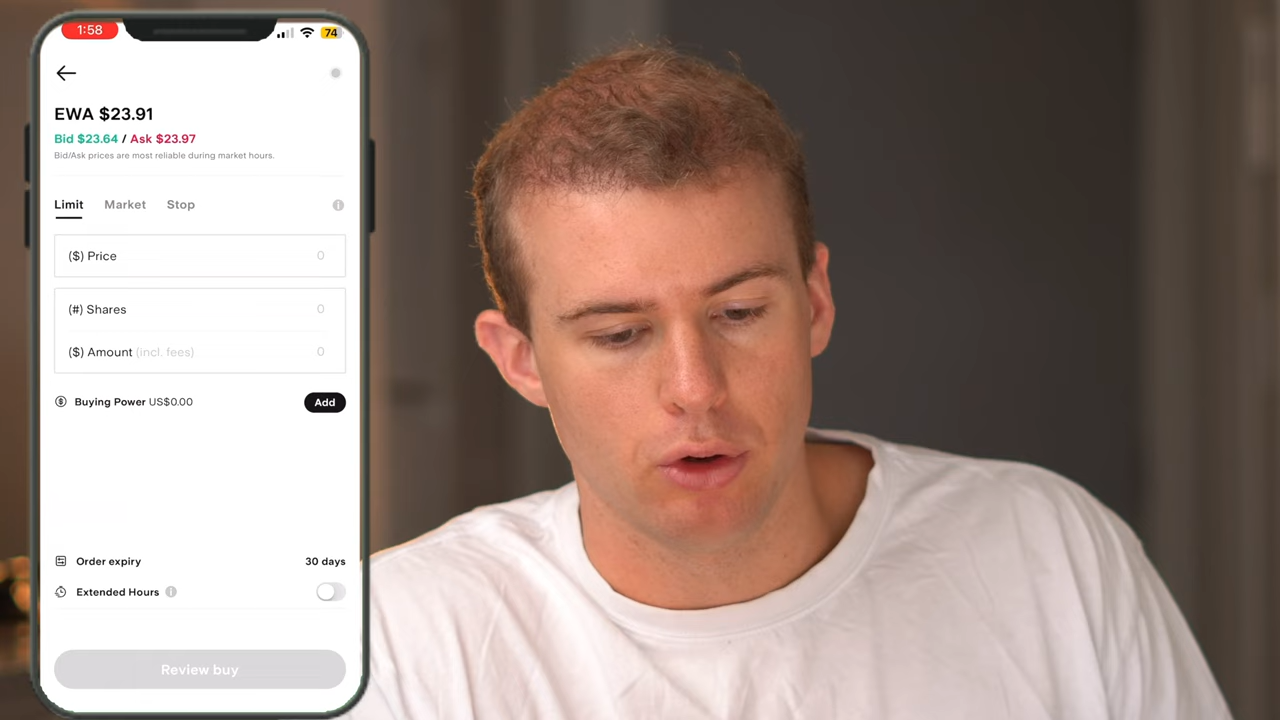 1:58
74
EWA $23.91
Bid $23.64 / Ask $23.97
Bid/Ask prices are most reliable during market hours.
Limit Market Stop
($) Price 0
(#) Shares 0
($) Amount (incl. fees) 0
Buying Power US$0.00 Add
Order expiry 30 days
Extended Hours
Review buy